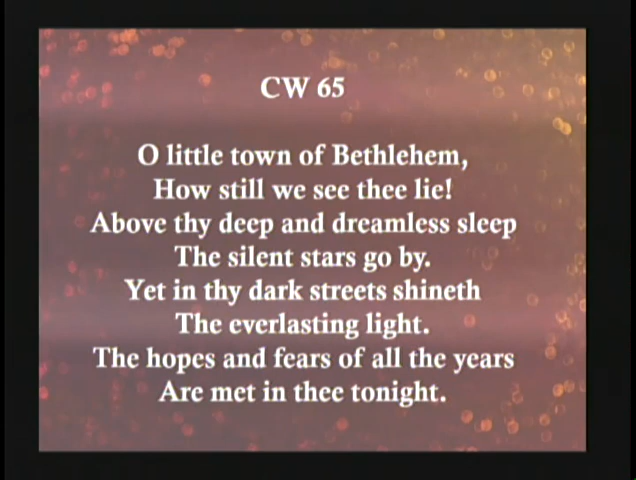 CW 65
O little town of Bethlehem,
How still we see thee lie!
Above thy deep and dreamless sleep
The silent stars go by.
Yet in thy dark streets shineth
The everlasting light.
The hopes and fears of all the years
Are met in thee tonight.